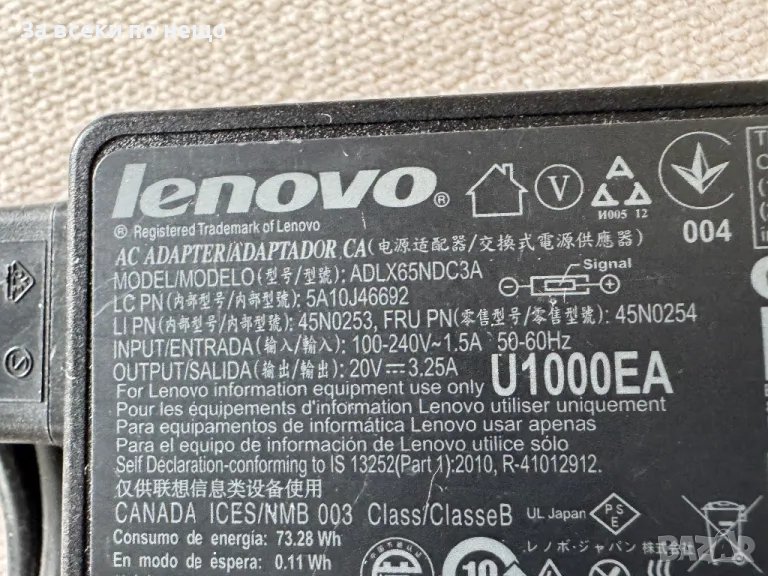 За всеки по нещо
lenovo®
® Registered Trademark of Lenovo
AC ADAPTER/ADAPTADOR CA(电源适配器/交換式電源供應器)
MODEL/MODELO(型号/型號): ADLX65NDC3A
LC PN(内部型号/内部型號): 5A10J46692
LI PN(内部型号/内部型號): 45N0253, FRU PN(零售型号/零售型號): 45N0254
INPUT/ENTRADA(输入/輸入): 100-240V~1.5A 50-60Hz
OUTPUT/SALIDA(输出/輸出): 20V⎓3.25A
For Lenovo information equipment use only
U1000EA
Pour les équipements d'information Lenovo utiliser uniquement
Para equipamentos de informática Lenovo usar apenas
Para el equipo de información de Lenovo utilice sólo
Self Declaration-conforming to IS 13252(Part 1):2010, R-41012912.
仅供联想信息类设备使用
CANADA ICES/NMB 003 Class/ClasseB
UL Japan
PSE
Consumo de energía: 73.28 Wh
レノボ・ジャパン株式会社
En modo de espera: 0.11 Wh
V
И005 12
004
Signal
10
BAZAR